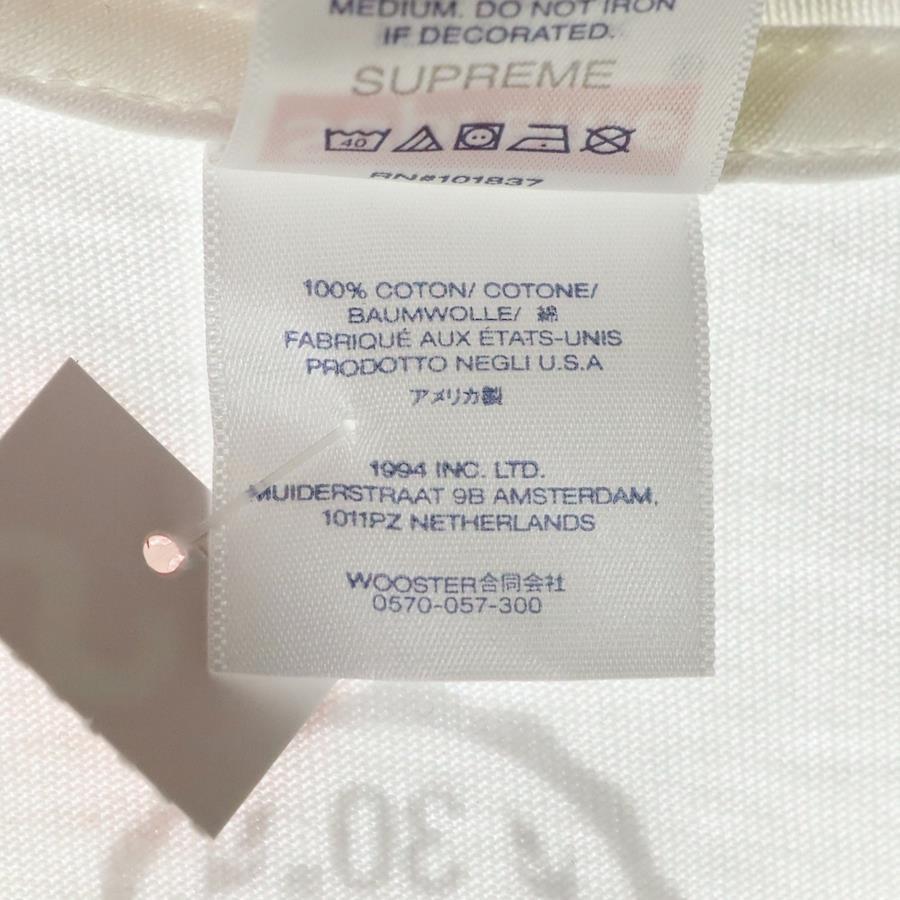 MEDIUM. DO NOT IRON
IF DECORATED.
SUPREME
40
RN#101837
100% COTON/ COTONE/
BAUMWOLLE/ 綿
FABRIQUÉ AUX ÉTATS-UNIS
PRODOTTO NEGLI U.S.A
アメリカ製
1994 INC. LTD.
MUIDERSTRAAT 9B AMSTERDAM,
1011PZ NETHERLANDS
WOOSTER合同会社
0570-057-300